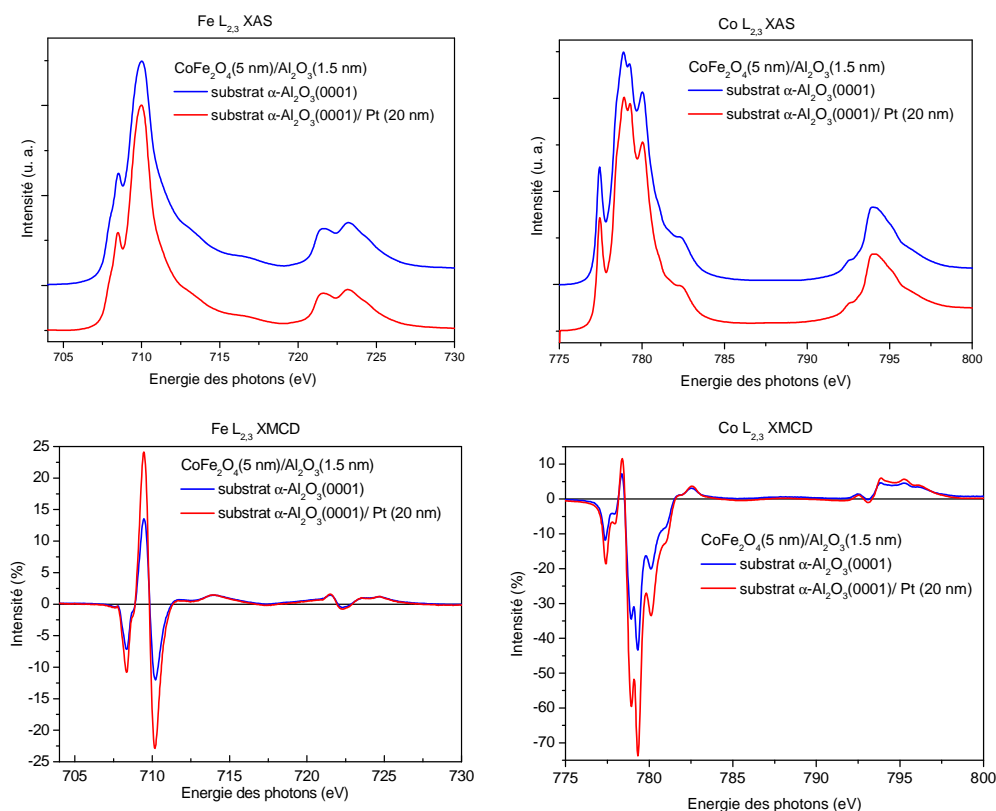 Fe L₂,₃ XAS
CoFe₂O₄(5 nm)/Al₂O₃(1.5 nm)
substrat α-Al₂O₃(0001)
substrat α-Al₂O₃(0001)/ Pt (20 nm)
Intensité (u. a.)
705 710 715 720 725 730
Energie des photons (eV)
Co L₂,₃ XAS
CoFe₂O₄(5 nm)/Al₂O₃(1.5 nm)
substrat α-Al₂O₃(0001)
substrat α-Al₂O₃(0001)/ Pt (20 nm)
Intensité (u. a.)
775 780 785 790 795 800
Energie des photons (eV)
Fe L₂,₃ XMCD
25
20
15
10
5
0
-5
-10
-15
-20
-25
CoFe₂O₄(5 nm)/Al₂O₃(1.5 nm)
substrat α-Al₂O₃(0001)
substrat α-Al₂O₃(0001)/ Pt (20 nm)
Intensité (%)
705 710 715 720 725 730
Energie des photons (eV)
Co L₂,₃ XMCD
10
0
-10
-20
-30
-40
-50
-60
-70
CoFe₂O₄(5 nm)/Al₂O₃(1.5 nm)
substrat α-Al₂O₃(0001)
substrat α-Al₂O₃(0001)/ Pt (20 nm)
Intensité (%)
775 780 785 790 795 800
Energie des photons (eV)